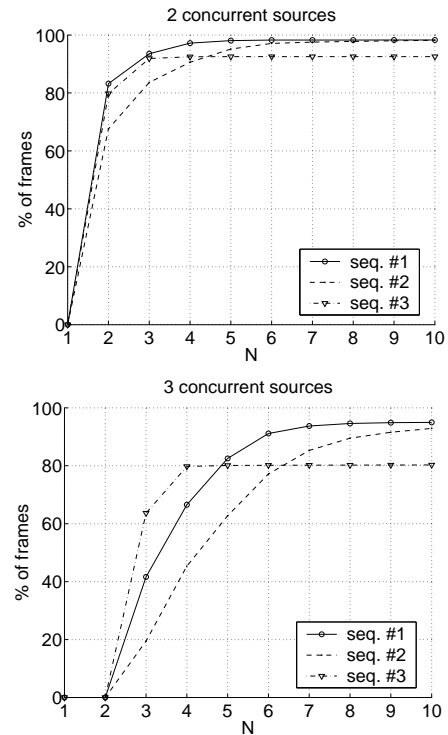 2 concurrent sources
100
80
60
40
20
0
% of frames
seq. #1
seq. #2
seq. #3
1 2 3 4 5 6 7 8 9 10
N
3 concurrent sources
100
80
60
40
20
0
% of frames
seq. #1
seq. #2
seq. #3
1 2 3 4 5 6 7 8 9 10
N